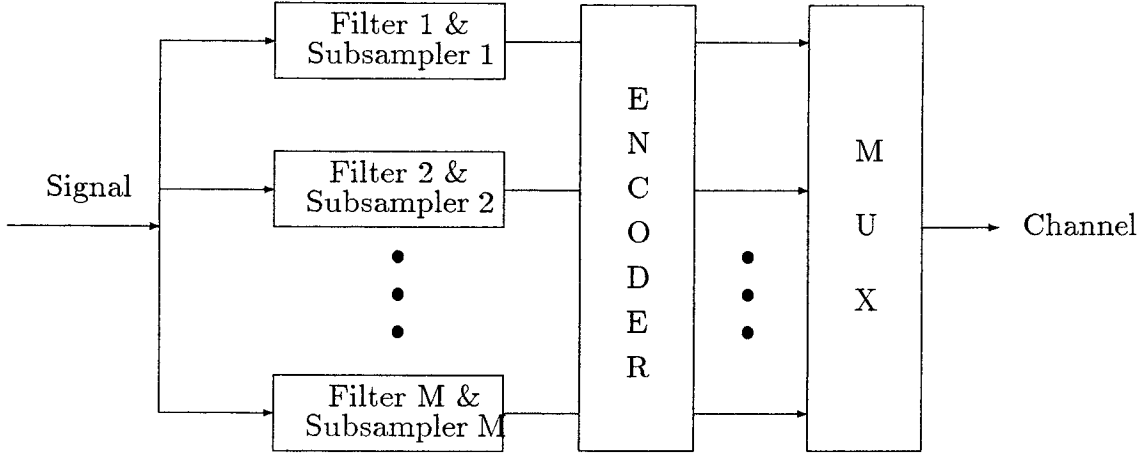 Filter 1 &
Subsampler 1
Signal
Filter 2 &
Subsampler 2
Filter M &
Subsampler M
E
N
C
O
D
E
R
M
U
X
Channel